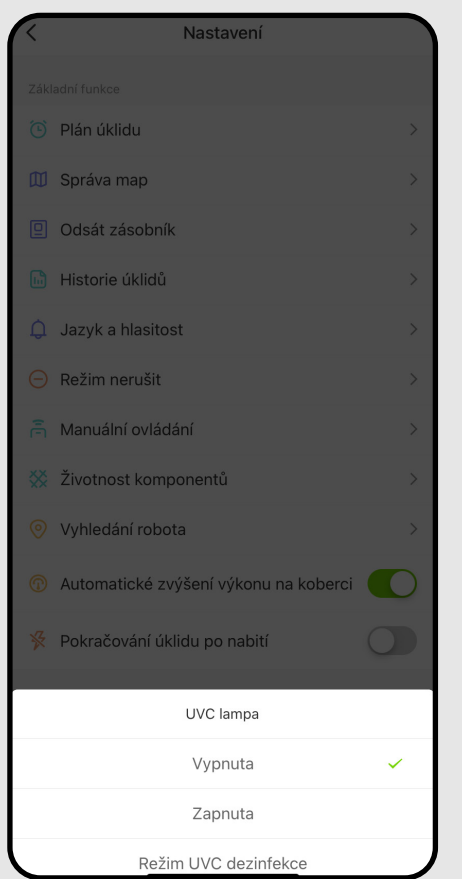 Nastavení
Základní funkce
Plán úklidu
Správa map
Odsát zásobník
Historie úklidů
Jazyk a hlasitost
Režim nerušit
Manuální ovládání
Životnost komponentů
Vyhledání robota
Automatické zvýšení výkonu na koberci
Pokračování úklidu po nabití
UVC lampa
Vypnuta
Zapnuta
Režim UVC dezinfekce